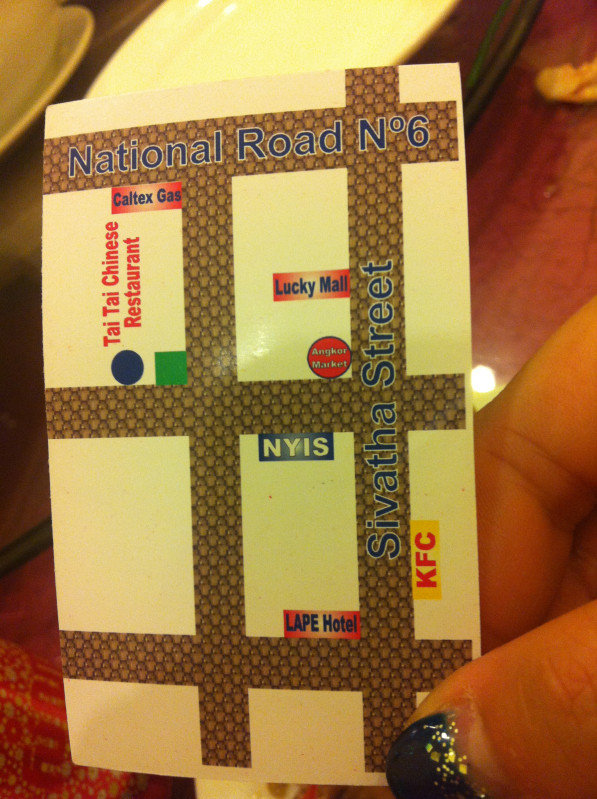 National Road Nº6
Caltex Gas
Tai Tai Chinese
Restaurant
Lucky Mall
Angkor
Market
Sivatha Street
NYIS
KFC
LAPE Hotel